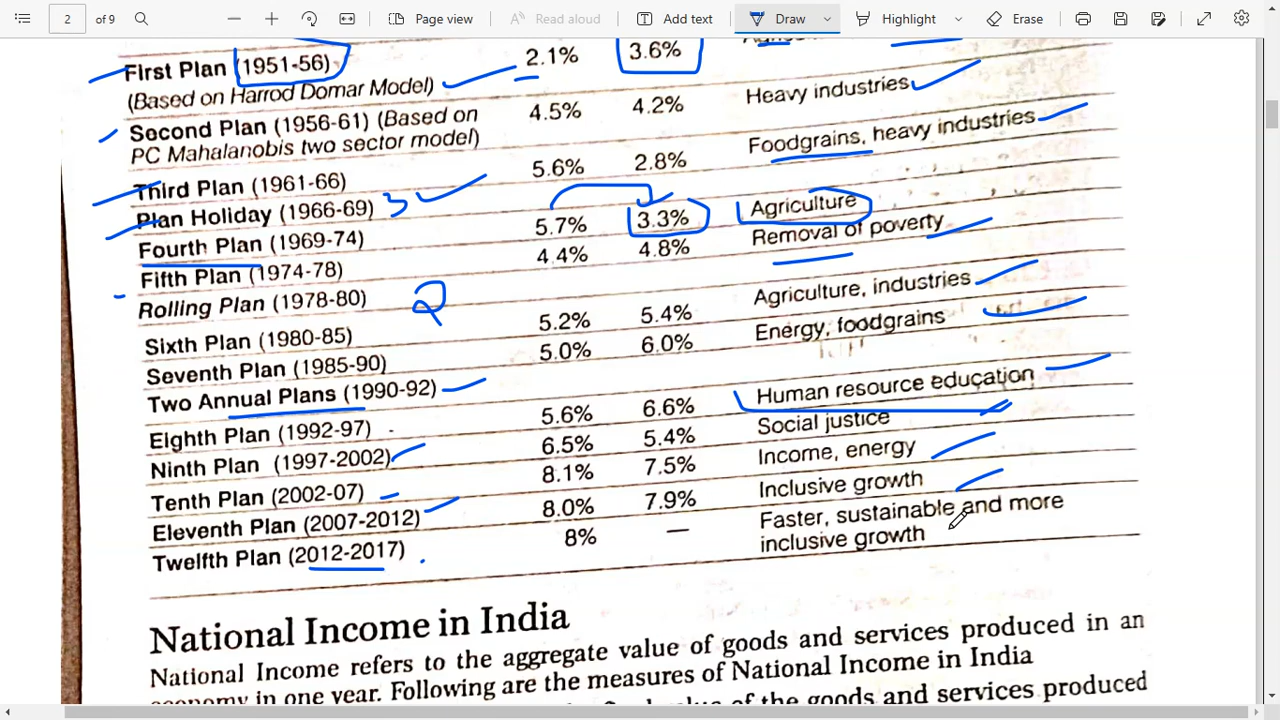 2
of 9
Page view
Read aloud
Add text
Draw
Highlight
Erase
First Plan (1951-56) 2.1% 3.6%
(Based on Harrod Domar Model)
Second Plan (1956-61) (Based on 4.5% 4.2% Heavy industries
PC Mahalanobis two sector model)
Third Plan (1961-66) 5.6% 2.8% Foodgrains, heavy industries
Plan Holiday (1966-69) 3
Fourth Plan (1969-74) 5.7% 3.3% Agriculture
Fifth Plan (1974-78) 4.4% 4.8% Removal of poverty
Rolling Plan (1978-80)
Sixth Plan (1980-85) 5.2% 5.4% Agriculture, industries
Seventh Plan (1985-90) 5.0% 6.0% Energy, foodgrains
Two Annual Plans (1990-92)
Eighth Plan (1992-97) 5.6% 6.6% Human resource education
Ninth Plan (1997-2002) 6.5% 5.4% Social justice
Tenth Plan (2002-07) 8.1% 7.5% Income, energy
Eleventh Plan (2007-2012) 8.0% 7.9% Inclusive growth
Twelfth Plan (2012-2017) 8% — Faster, sustainable and more
inclusive growth
National Income in India
National Income refers to the aggregate value of goods and services produced in an
economy in one year. Following are the measures of National Income in India
value of the goods and services produced